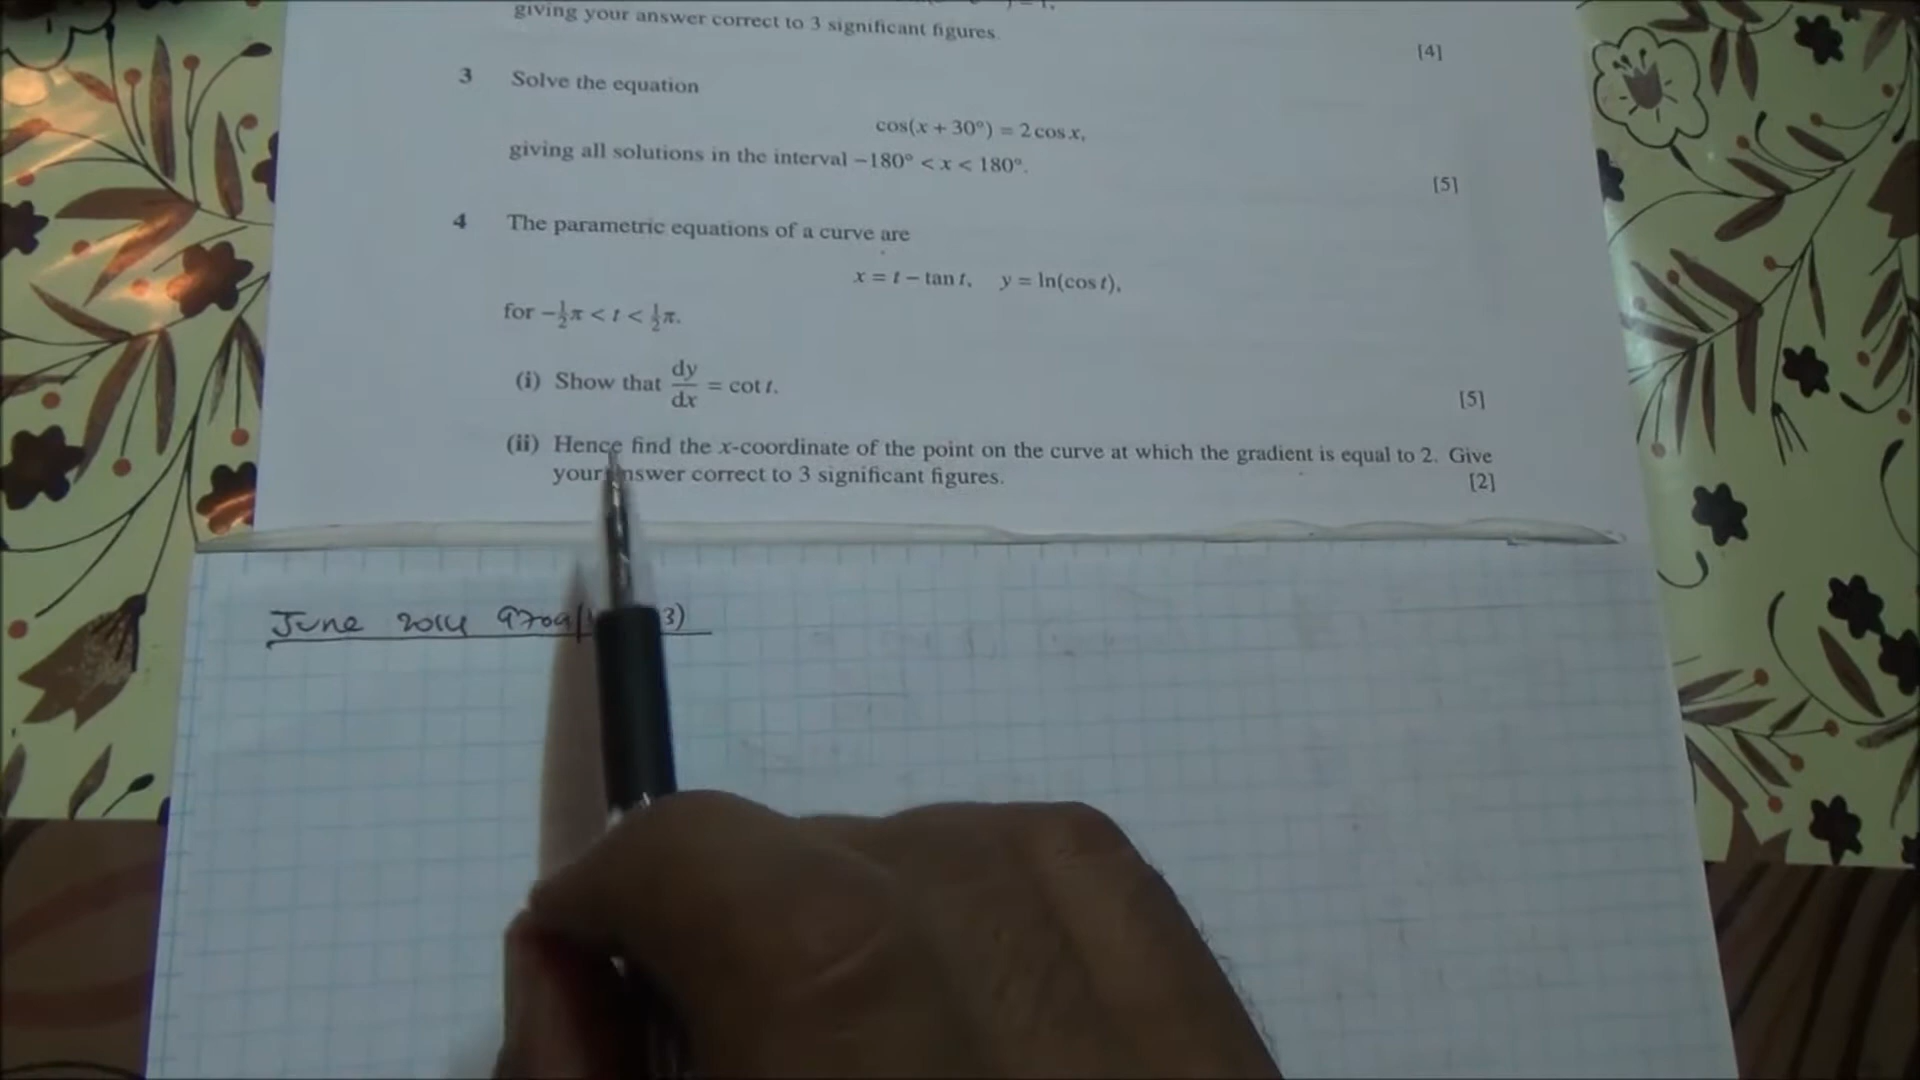 giving your answer correct to 3 significant figures.
[4]
3 Solve the equation
cos(x + 30°) = 2 cos x,
giving all solutions in the interval −180° < x < 180°.
[5]
4 The parametric equations of a curve are
x = t − tan t, y = ln(cos t),
for −½π < t < ½π.
(i) Show that dy/dx = cot t.
[5]
(ii) Hence find the x-coordinate of the point on the curve at which the gradient is equal to 2. Give
your answer correct to 3 significant figures.
[2]
June 2014 9709/ 3)